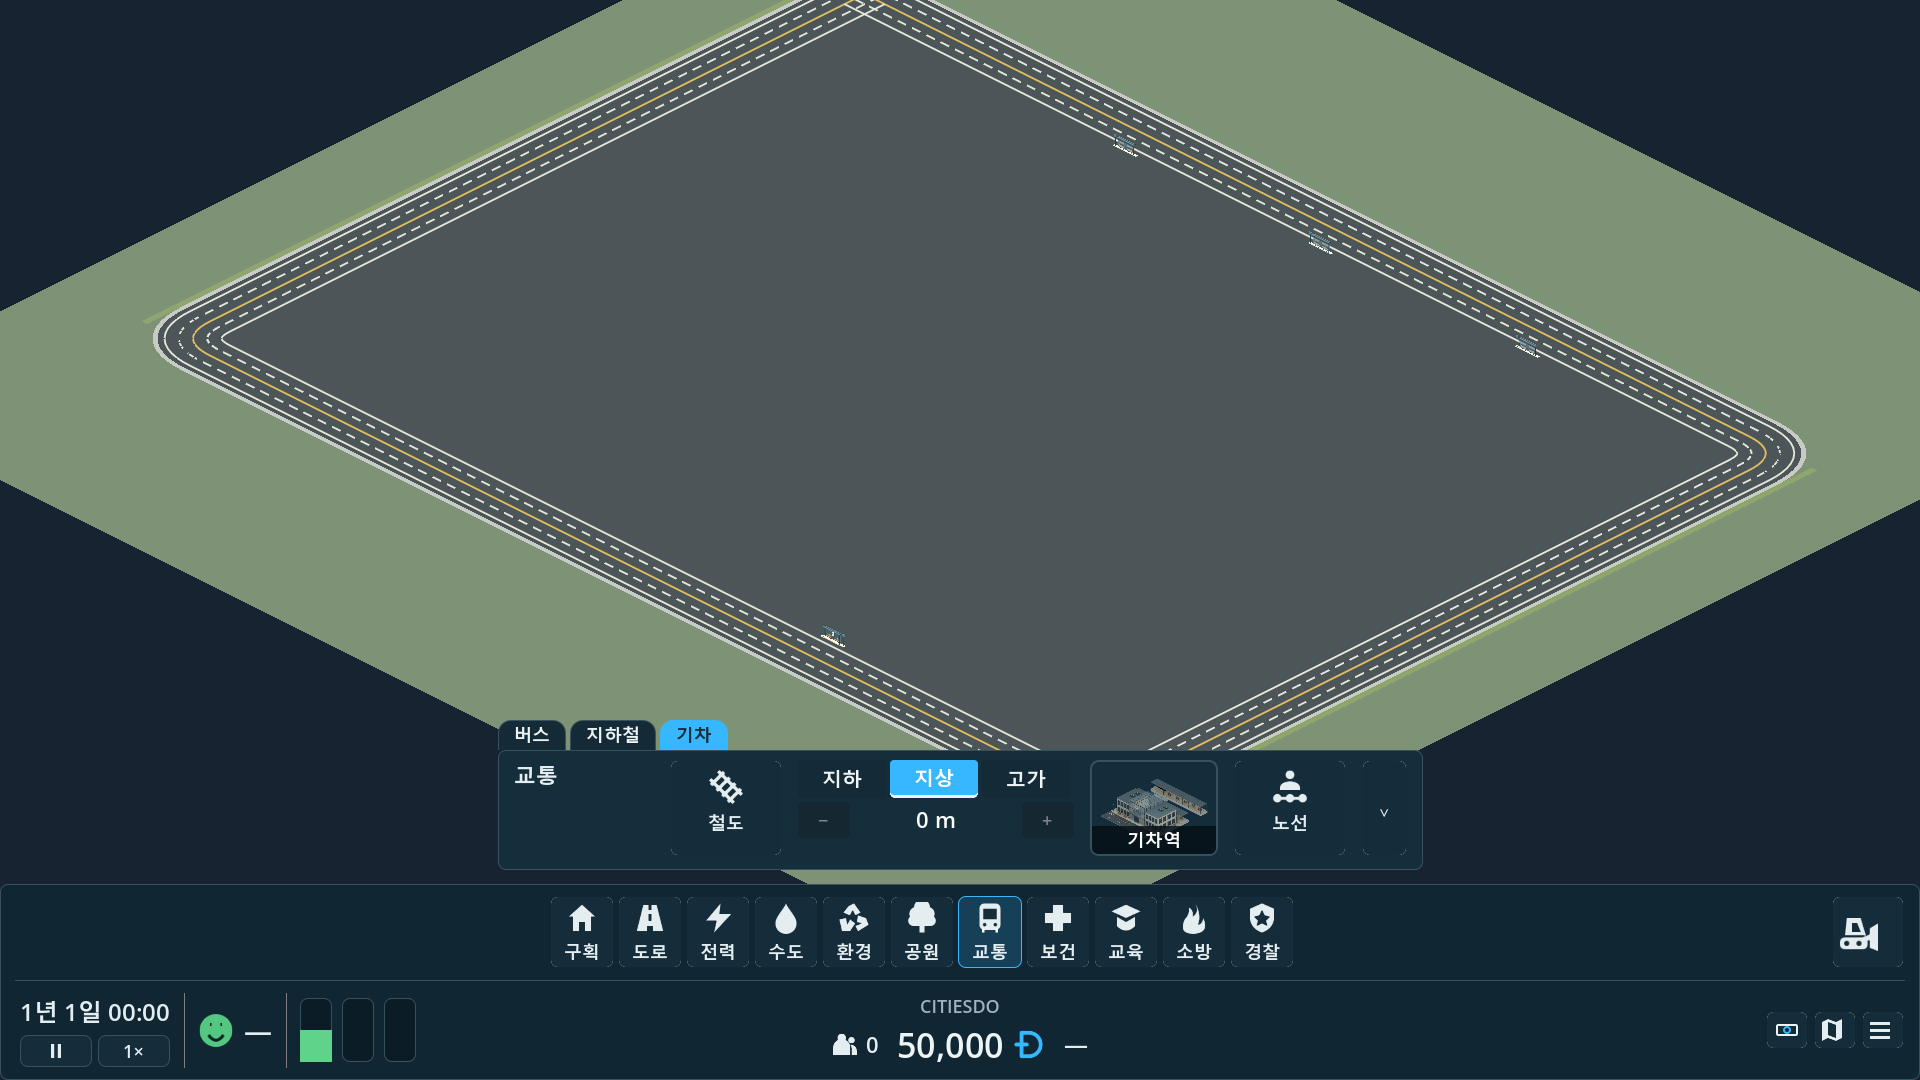 버스 지하철 기차
교통
철도
지하 지상 고가
− 0 m +
기차역
노선
구획 도로 전력 수도 환경 공원 교통 보건 교육 소방 경찰
1년 1일 00:00
1×
CITIESDO
0 50,000 —